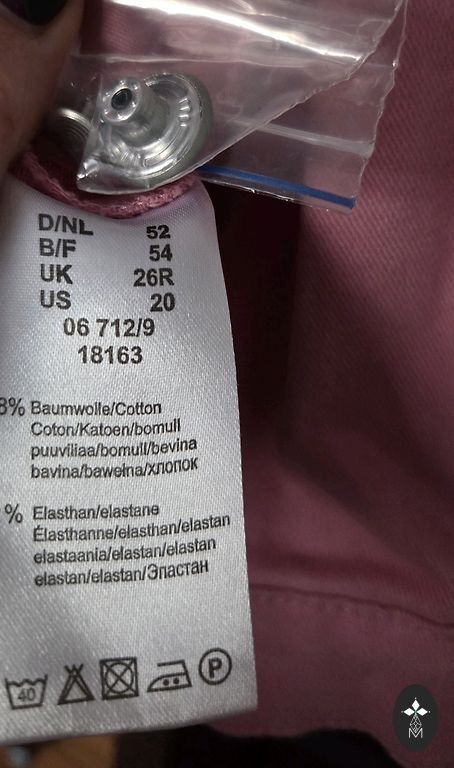 D/NL 52
B/F 54
UK 26R
US 20
06 712/9
18163
8% Baumwolle/Cotton
Coton/Katoen/bomull
puuvillaa/bomull/bevina
bavina/bawełna/хлопок
% Elasthan/elastane
Élasthanne/elasthan/elastan
elastaania/elastan/elastan
elastan/elastan/Эластан
40
P